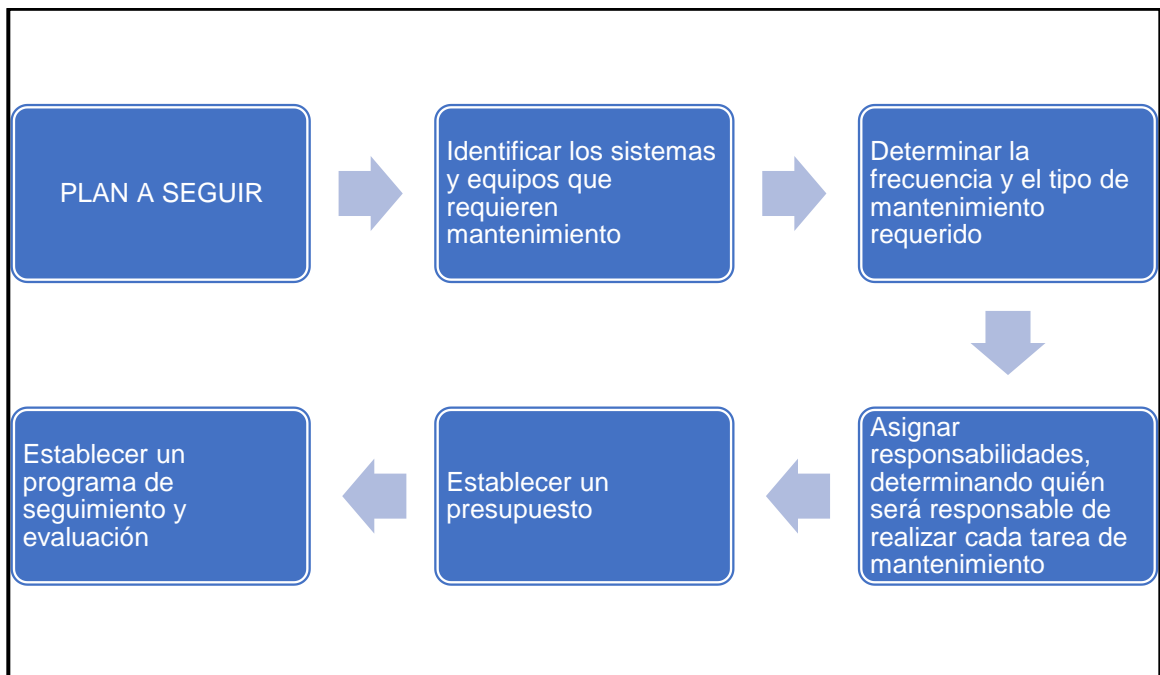 PLAN A SEGUIR
Identificar los sistemas
y equipos que
requieren
mantenimiento
Determinar la
frecuencia y el tipo de
mantenimiento
requerido
Asignar
responsabilidades,
determinando quién
será responsable de
realizar cada tarea de
mantenimiento
Establecer un
presupuesto
Establecer un
programa de
seguimiento y
evaluación